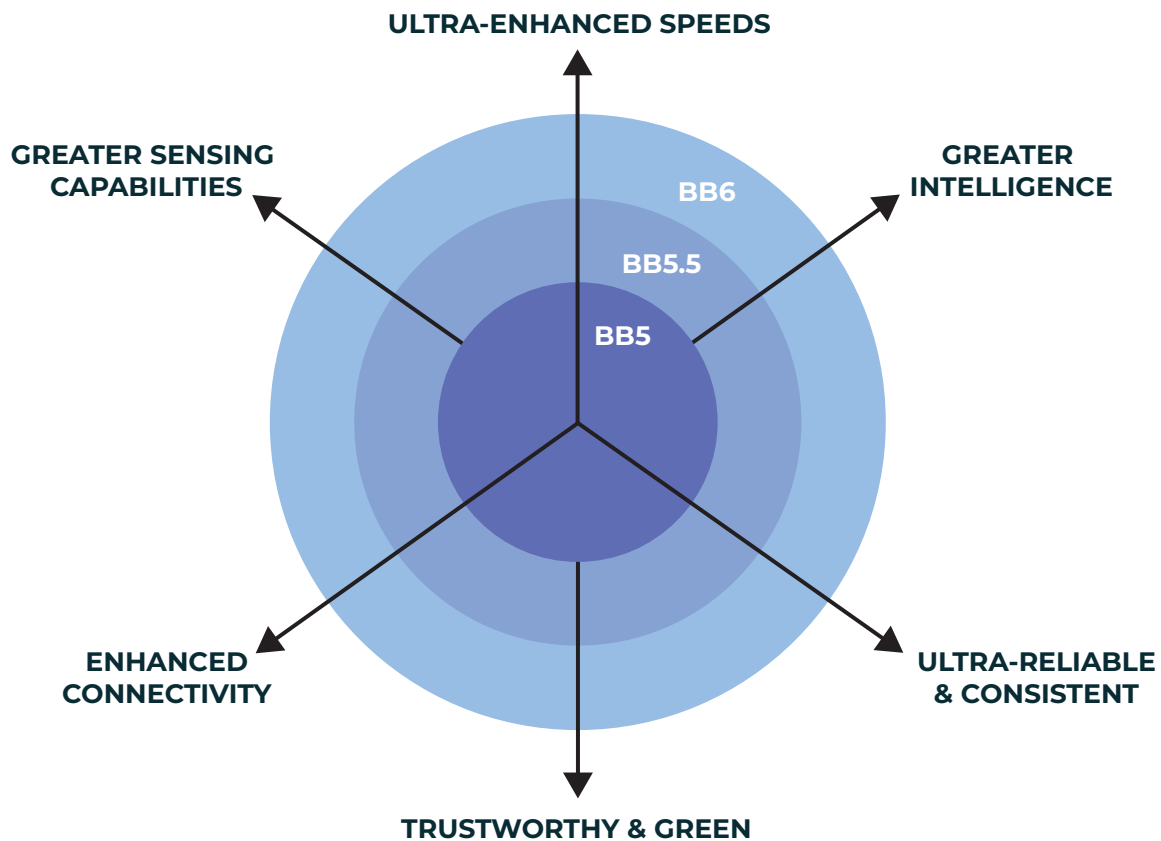 ULTRA-ENHANCED SPEEDS
GREATER SENSING
CAPABILITIES
GREATER
INTELLIGENCE
BB6
BB5.5
BB5
ENHANCED
CONNECTIVITY
ULTRA-RELIABLE
& CONSISTENT
TRUSTWORTHY & GREEN